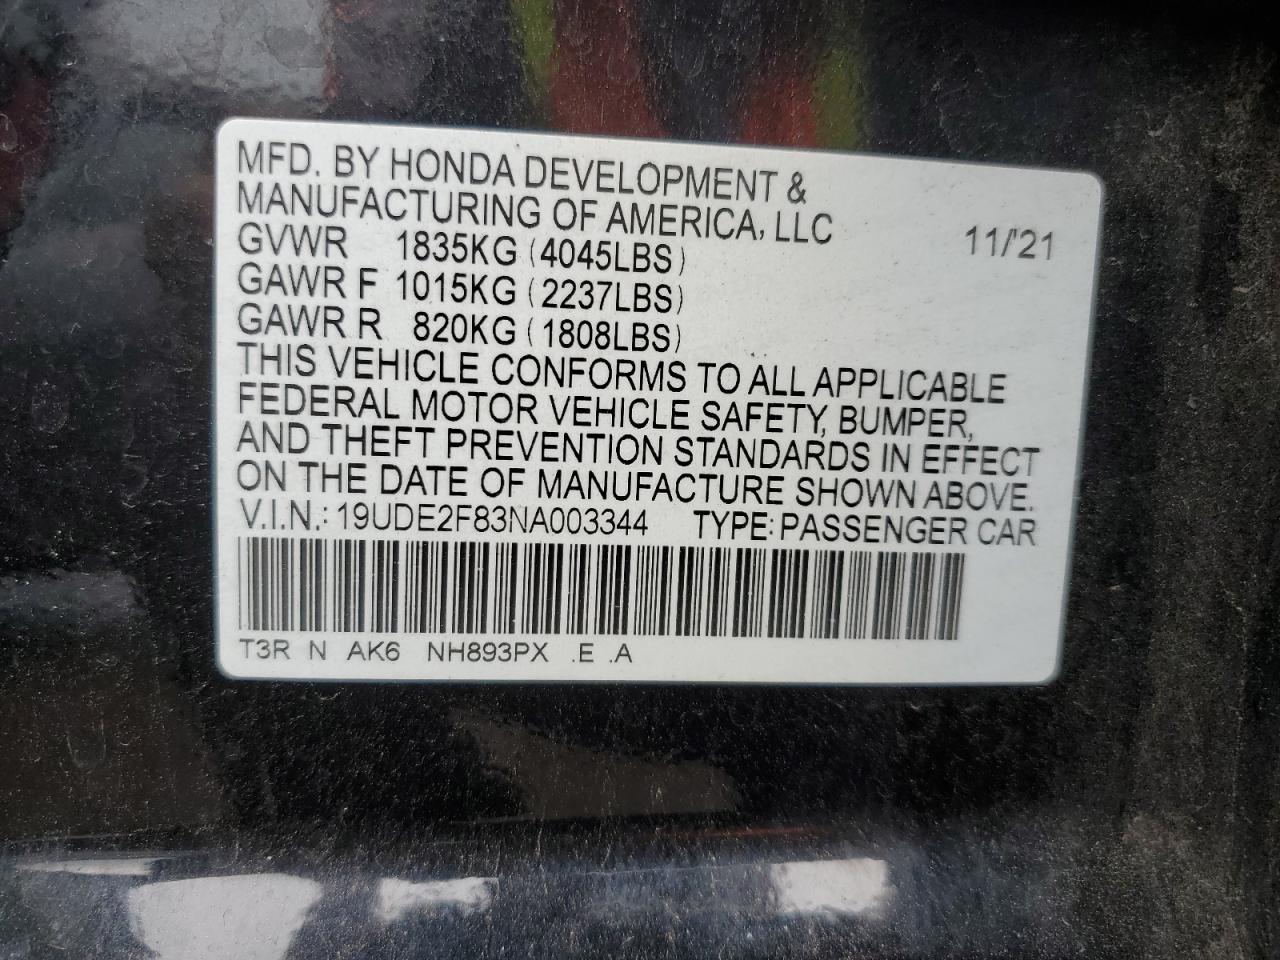 MFD. BY HONDA DEVELOPMENT &
MANUFACTURING OF AMERICA, LLC 11/'21
GVWR 1835KG (4045LBS)
GAWR F 1015KG (2237LBS)
GAWR R 820KG (1808LBS)
THIS VEHICLE CONFORMS TO ALL APPLICABLE
FEDERAL MOTOR VEHICLE SAFETY, BUMPER,
AND THEFT PREVENTION STANDARDS IN EFFECT
ON THE DATE OF MANUFACTURE SHOWN ABOVE.
V.I.N.: 19UDE2F83NA003344 TYPE: PASSENGER CAR
T3R N AK6 NH893PX .E .A